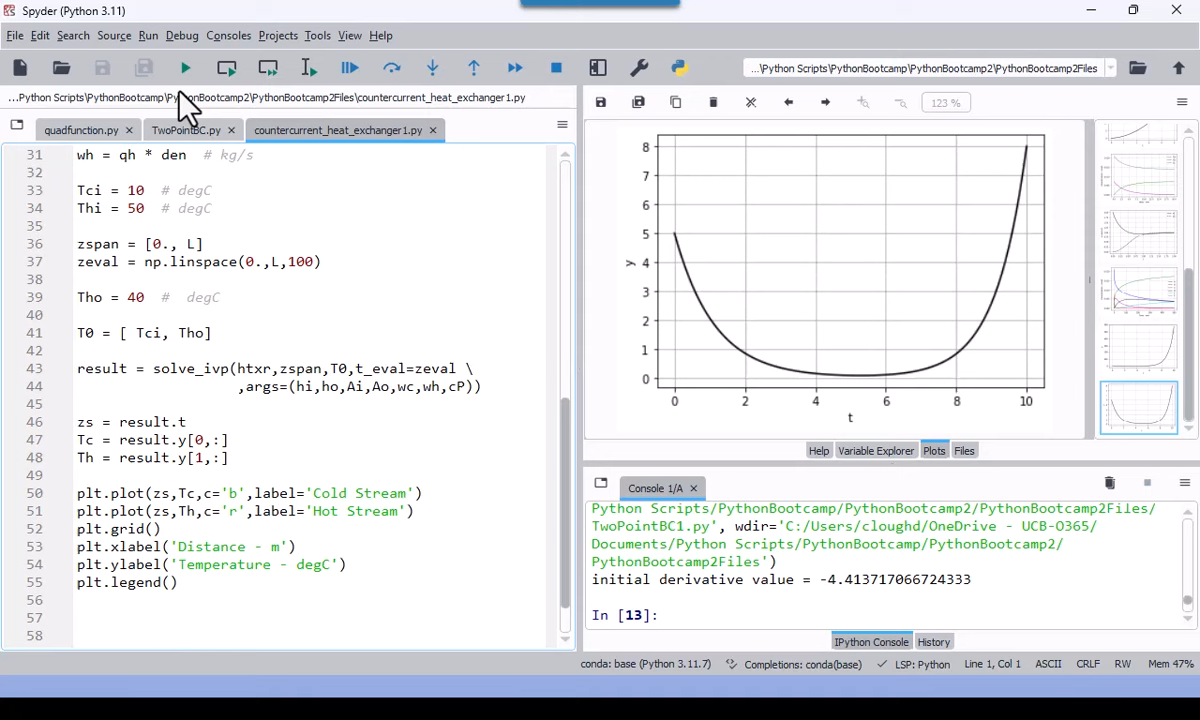 Spyder (Python 3.11)
File Edit Search Source Run Debug Consoles Projects Tools View Help
...\Python Scripts\PythonBootcamp\PythonBootcamp2\PythonBootcamp2Files
...Python Scripts\PythonBootcamp\PythonBootcamp2\PythonBootcamp2Files\countercurrent_heat_exchanger1.py
quadfunction.py TwoPointBC.py countercurrent_heat_exchanger1.py
31 wh = qh * den # kg/s
32
33 Tci = 10 # degC
34 Thi = 50 # degC
35
36 zspan = [0., L]
37 zeval = np.linspace(0.,L,100)
38
39 Tho = 40 # degC
40
41 T0 = [ Tci, Tho]
42
43 result = solve_ivp(htxr,zspan,T0,t_eval=zeval \
44 ,args=(hi,ho,Ai,Ao,wc,wh,cP))
45
46 zs = result.t
47 Tc = result.y[0,:]
48 Th = result.y[1,:]
49
50 plt.plot(zs,Tc,c='b',label='Cold Stream')
51 plt.plot(zs,Th,c='r',label='Hot Stream')
52 plt.grid()
53 plt.xlabel('Distance - m')
54 plt.ylabel('Temperature - degC')
55 plt.legend()
56
57
58
123 %
8
7
6
5
y 4
3
2
1
0
0 2 4 6 8 10
t
Help Variable Explorer Plots Files
Console 1/A
Python Scripts/PythonBootcamp/PythonBootcamp2/PythonBootcamp2Files/
TwoPointBC1.py', wdir='C:/Users/cloughd/OneDrive - UCB-O365/
Documents/Python Scripts/PythonBootcamp/PythonBootcamp2/
PythonBootcamp2Files')
initial derivative value = -4.413717066724333
In [13]:
IPython Console History
conda: base (Python 3.11.7) Completions: conda(base) LSP: Python Line 1, Col 1 ASCII CRLF RW Mem 47%